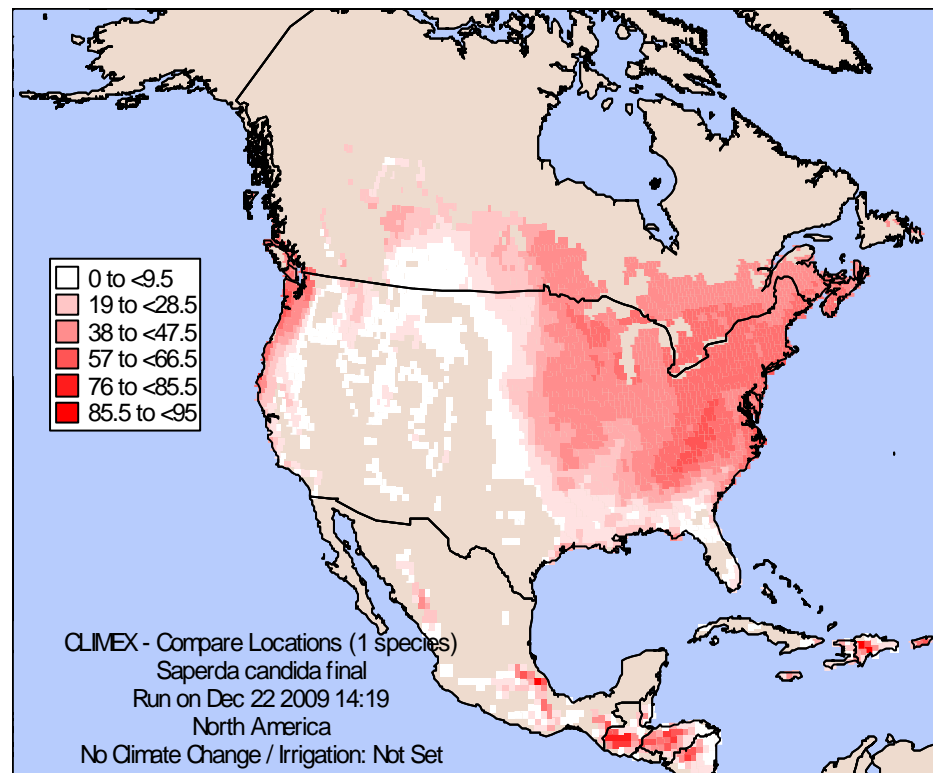 0 to <9.5
19 to <28.5
38 to <47.5
57 to <66.5
76 to <85.5
85.5 to <95
CLIMEX - Compare Locations (1 species)
Saperda candida final
Run on Dec 22 2009 14:19
North America
No Climate Change / Irrigation: Not Set